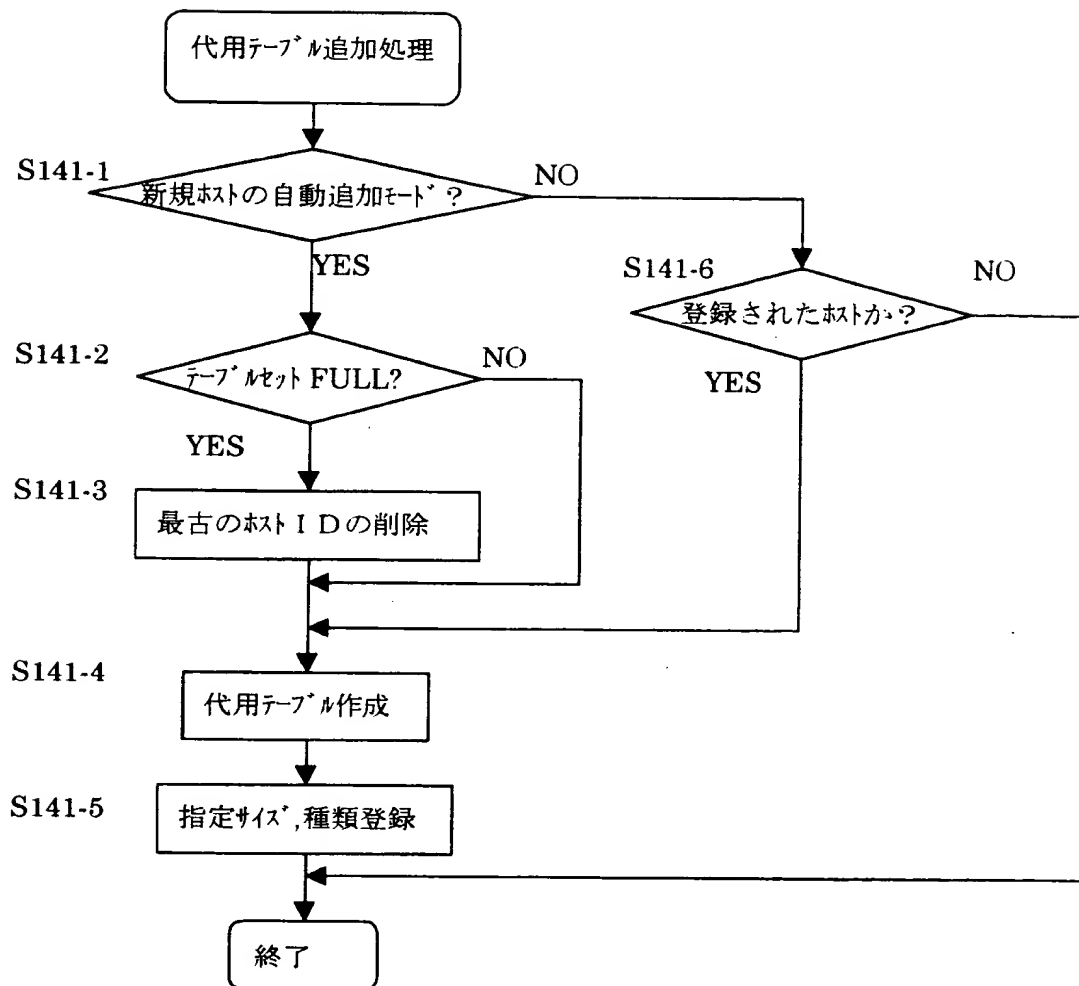 代用テーブル追加処理
S141-1
新規ホストの自動追加モード?
NO
YES
S141-6
登録されたホストか?
NO
YES
S141-2
テーブルセットFULL?
NO
YES
S141-3
最古のホストIDの削除
S141-4
代用テーブル作成
S141-5
指定サイズ,種類登録
終了